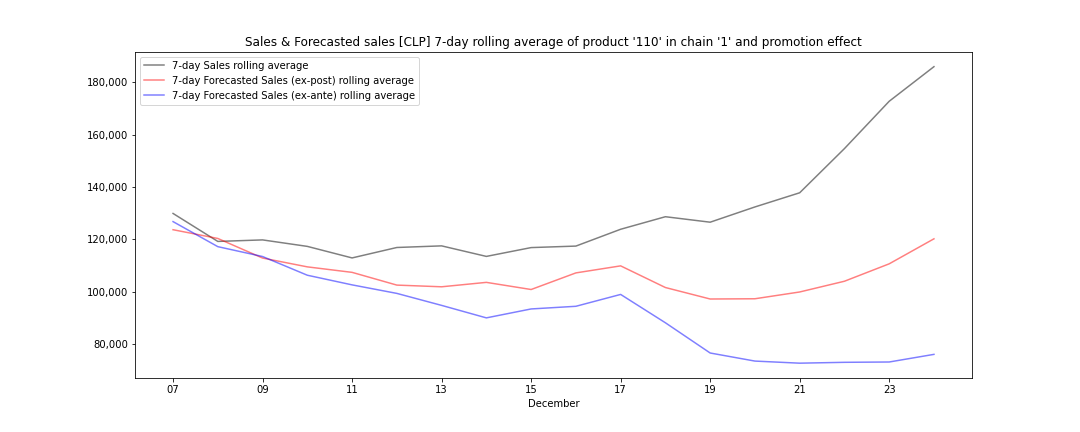 Sales & Forecasted sales [CLP] 7-day rolling average of product '110' in chain '1' and promotion effect
7-day Sales rolling average
7-day Forecasted Sales (ex-post) rolling average
7-day Forecasted Sales (ex-ante) rolling average
180,000
160,000
140,000
120,000
100,000
80,000
07 09 11 13 15 17 19 21 23
December